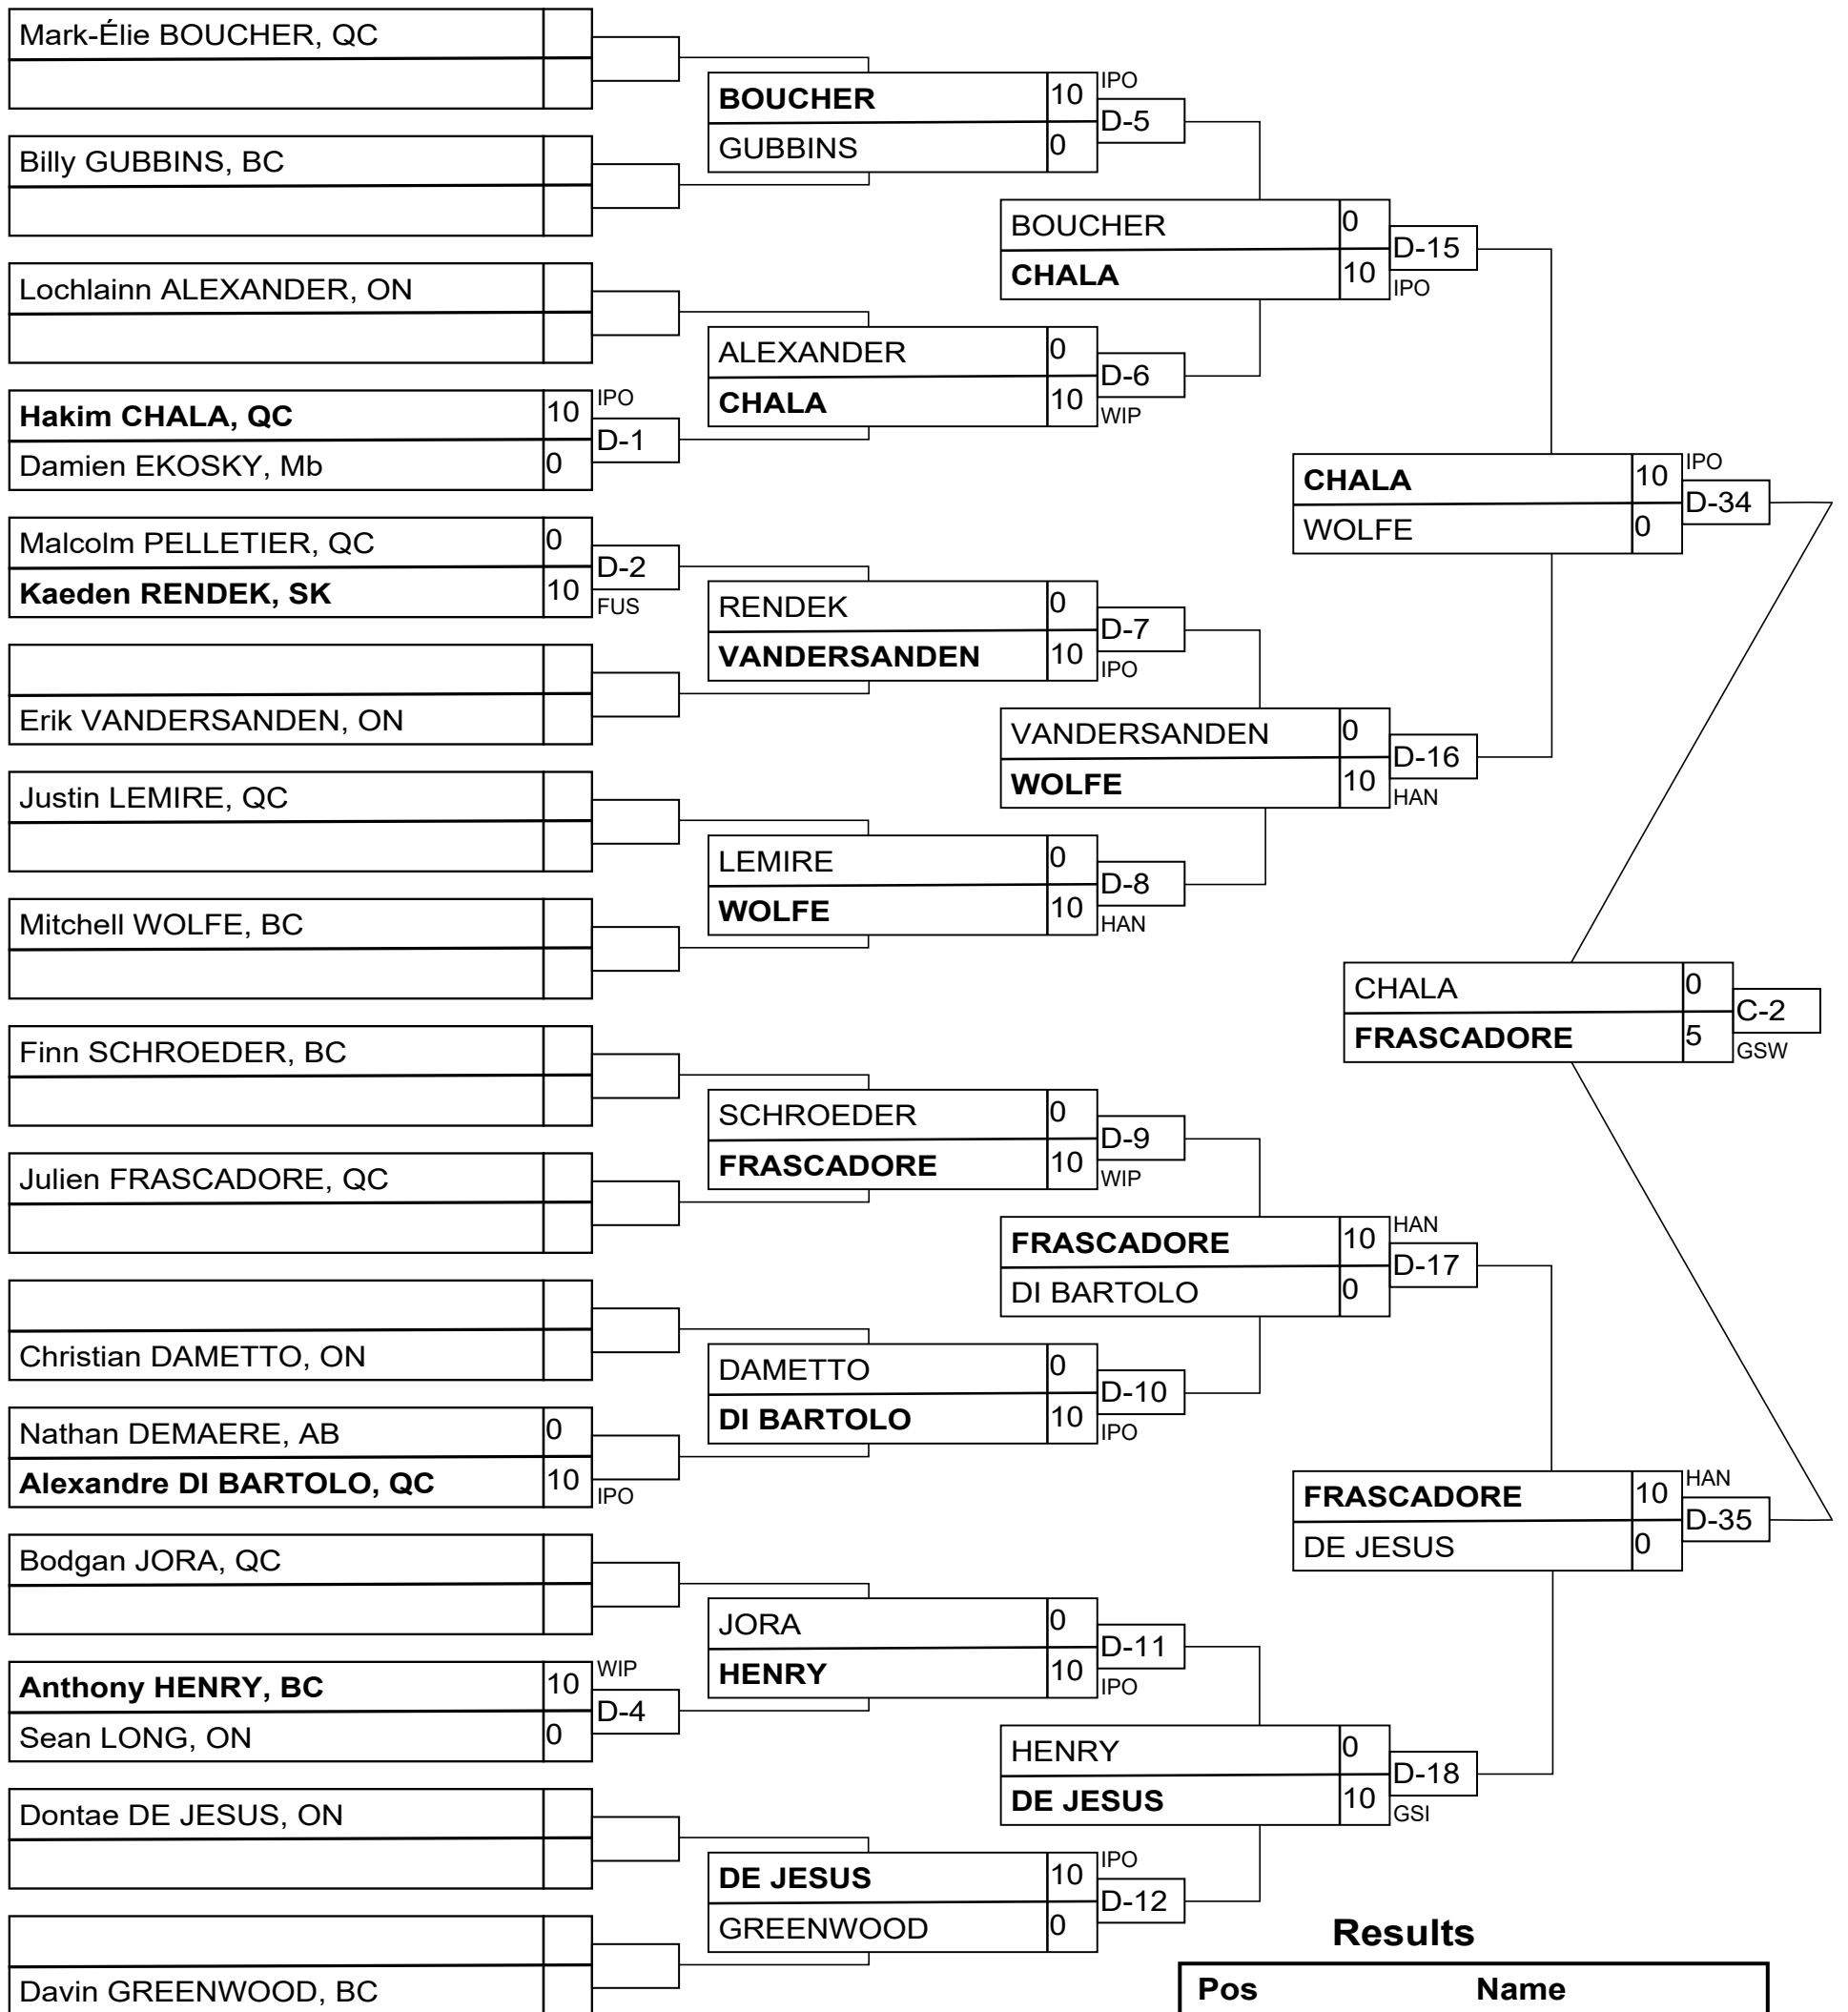 Mark-Élie BOUCHER, QC
Billy GUBBINS, BC
Lochlainn ALEXANDER, ON
Hakim CHALA, QC 10 IPO
D-1
Damien EKOSKY, Mb 0
Malcolm PELLETIER, QC 0
D-2
Kaeden RENDEK, SK 10 FUS
Erik VANDERSANDEN, ON
Justin LEMIRE, QC
Mitchell WOLFE, BC
Finn SCHROEDER, BC
Julien FRASCADORE, QC
Christian DAMETTO, ON
Nathan DEMAERE, AB 0
Alexandre DI BARTOLO, QC 10 IPO
Bodgan JORA, QC
Anthony HENRY, BC 10 WIP
D-4
Sean LONG, ON 0
Dontae DE JESUS, ON
Davin GREENWOOD, BC
BOUCHER 10 IPO
D-5
GUBBINS 0
ALEXANDER 0
D-6
CHALA 10 WIP
RENDEK 0
D-7
VANDERSANDEN 10 IPO
LEMIRE 0
D-8
WOLFE 10 HAN
SCHROEDER 0
D-9
FRASCADORE 10 WIP
DAMETTO 0
D-10
DI BARTOLO 10 IPO
JORA 0
D-11
HENRY 10 IPO
DE JESUS 10 IPO
D-12
GREENWOOD 0
BOUCHER 0
D-15
CHALA 10 IPO
VANDERSANDEN 0
D-16
WOLFE 10 HAN
FRASCADORE 10 HAN
D-17
DI BARTOLO 0
HENRY 0
D-18
DE JESUS 10 GSI
CHALA 10 IPO
D-34
WOLFE 0
FRASCADORE 10 HAN
D-35
DE JESUS 0
CHALA 0
C-2
FRASCADORE 5 GSW
Results
Pos Name